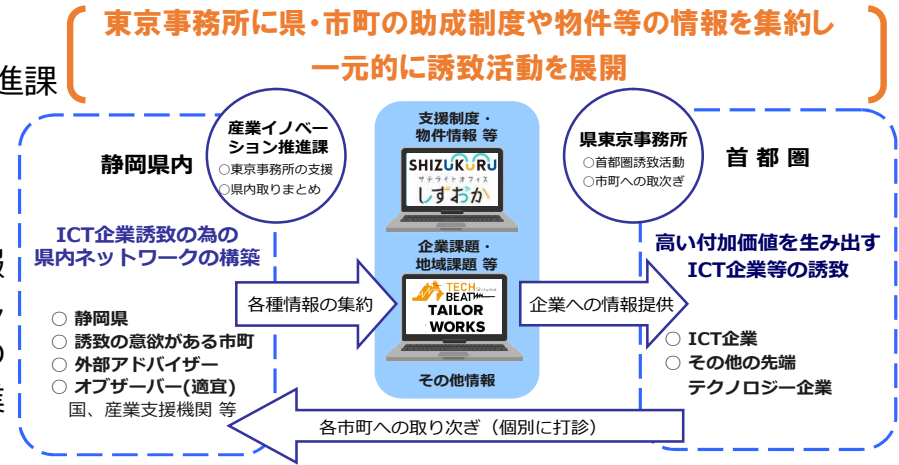 東京事務所に県・市町の助成制度や物件等の情報を集約し
一元的に誘致活動を展開
進課
産業イノベー
ション推進課
○東京事務所の支援
○県内取りまとめ
静岡県内
支援制度・
物件情報 等
SHIZUKURU
サテライトオフィス
しずおか
県東京事務所
○首都圏誘致活動
○市町への取次ぎ
首都圏
ICT企業誘致の為の
県内ネットワークの構築
企業課題・
地域課題 等
TECH
BEAT
TAILOR
WORKS
その他情報
高い付加価値を生み出す
ICT企業等の誘致
各種情報の集約
企業への情報提供
○ 静岡県
○ 誘致の意欲がある市町
○ 外部アドバイザー
○ オブザーバー(適宜)
国、産業支援機関 等
○ ICT企業
○ その他の先端
テクノロジー企業
各市町への取り次ぎ（個別に打診）